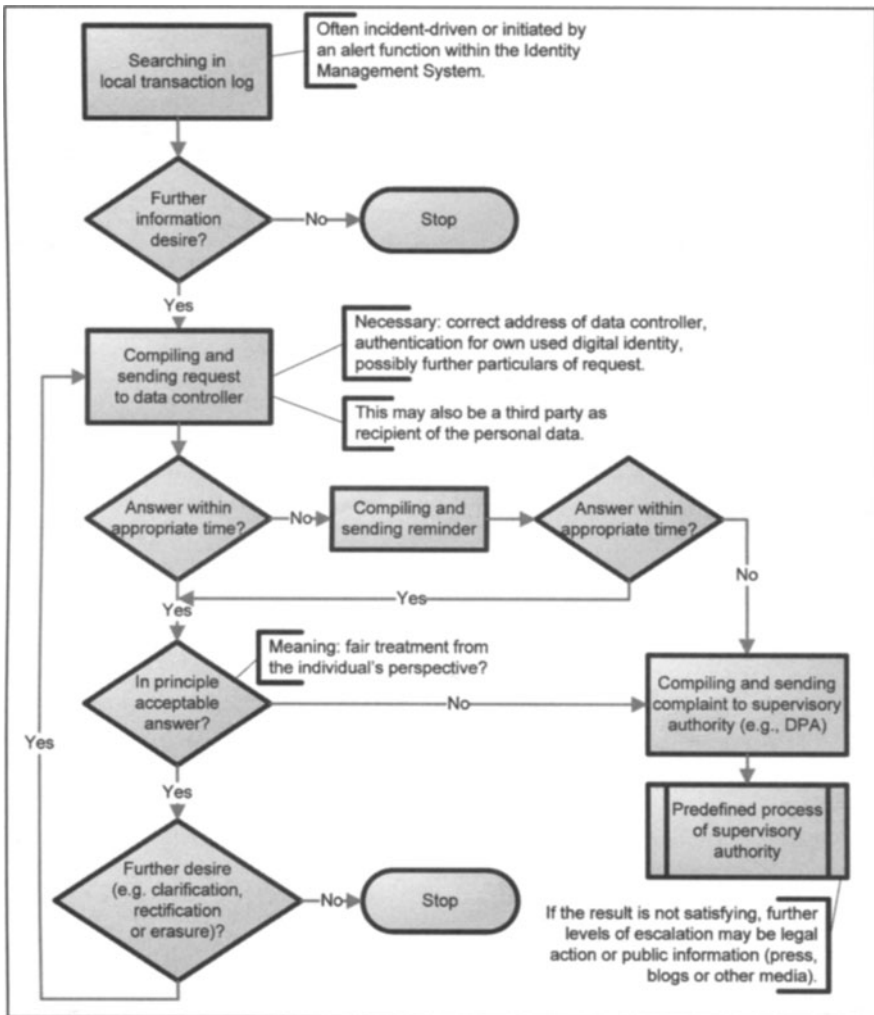 Searching in
local transaction log
Often incident-driven or initiated by
an alert function within the Identity
Management System.
Further
information
desire?
No
Stop
Yes
Compiling and
sending request
to data controller
Necessary: correct address of data controller,
authentication for own used digital identity,
possibly further particulars of request.
This may also be a third party as
recipient of the personal data.
Answer within
appropriate time?
No
Compiling and
sending reminder
Answer within
appropriate time?
No
Yes
Yes
Meaning: fair treatment from
the individual's perspective?
In principle
acceptable
answer?
No
Compiling and sending
complaint to supervisory
authority (e.g., DPA)
Yes
Yes
Predefined process
of supervisory
authority
Further desire
(e.g. clarification,
rectification
or erasure)?
No
Stop
If the result is not satisfying, further
levels of escalation may be legal
action or public information (press,
blogs or other media).